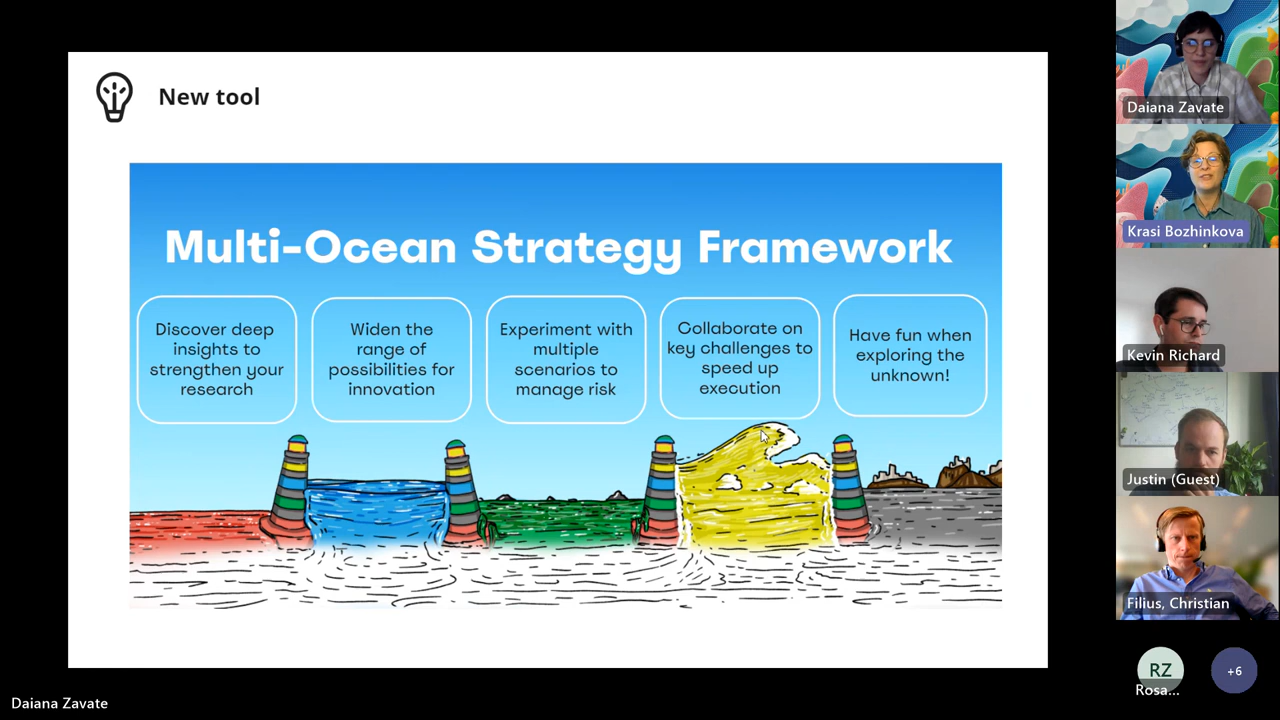 New tool
Multi-Ocean Strategy Framework
Discover deep
insights to
strengthen your
research
Widen the
range of
possibilities for
innovation
Experiment with
multiple
scenarios to
manage risk
Collaborate on
key challenges to
speed up
execution
Have fun when
exploring the
unknown!
Daiana Zavate
Krasi Bozhinkova
Kevin Richard
Justin (Guest)
Filius, Christian
RZ
Rosa...
+6
Daiana Zavate